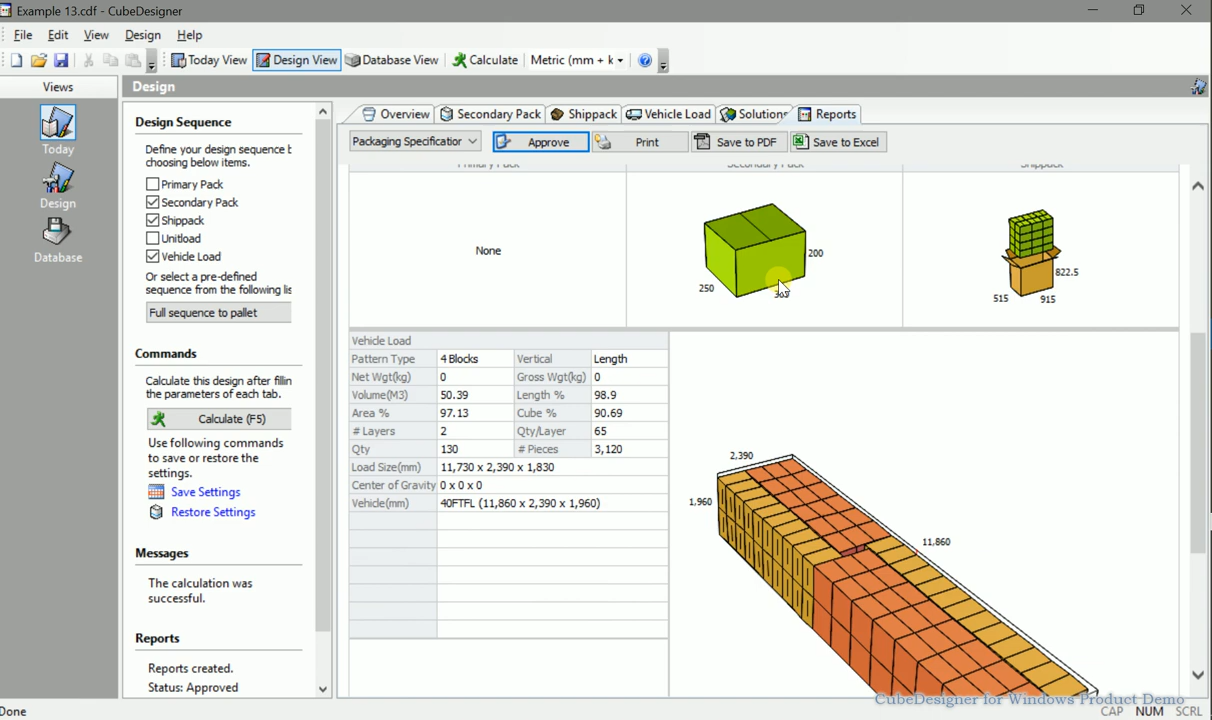 Example 13.cdf - CubeDesigner
File Edit View Design Help
Today View Design View Database View Calculate Metric (mm + k
Views
Design
Today
Design
Database
Design Sequence
Define your design sequence b
choosing below items.
Primary Pack
Secondary Pack
Shippack
Unitload
Vehicle Load
Or select a pre-defined
sequence from the following lis
Full sequence to pallet
Commands
Calculate this design after fillin
the parameters of each tab.
Calculate (F5)
Use following commands
to save or restore the
settings.
Save Settings
Restore Settings
Messages
The calculation was
successful.
Reports
Reports created.
Status: Approved
Overview Secondary Pack Shippack Vehicle Load Solutions Reports
Packaging Specification Approve Print Save to PDF Save to Excel
Primary Pack Secondary Pack Shippack
None
200
250
822.5
515 915
Vehicle Load
Pattern Type 4 Blocks Vertical Length
Net Wgt(kg) 0 Gross Wgt(kg) 0
Volume(M3) 50.39 Length % 98.9
Area % 97.13 Cube % 90.69
# Layers 2 Qty/Layer 65
Qty 130 # Pieces 3,120
Load Size(mm) 11,730 x 2,390 x 1,830
Center of Gravity 0 x 0 x 0
Vehicle(mm) 40FTFL (11,860 x 2,390 x 1,960)
2,390
1,960
11,860
CubeDesigner for Windows Product Demo
Done
CAP NUM SCRL